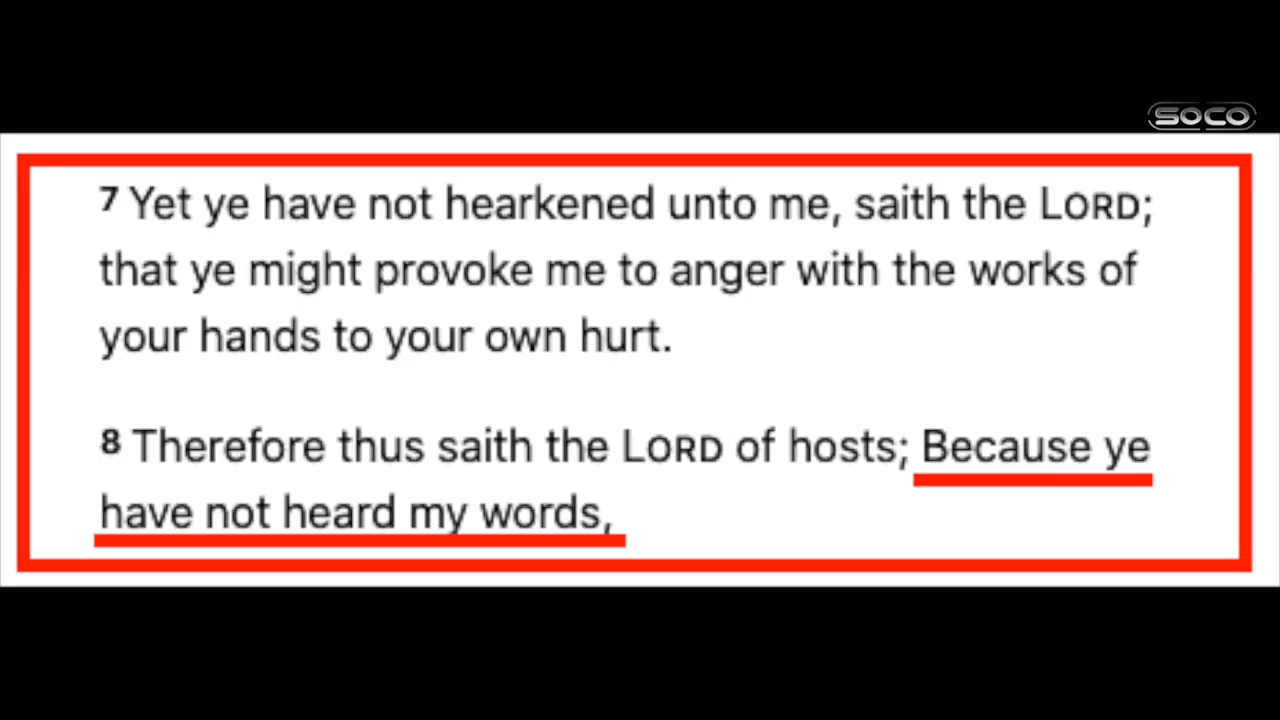 SOCO
7 Yet ye have not hearkened unto me, saith the LORD;
that ye might provoke me to anger with the works of
your hands to your own hurt.
8 Therefore thus saith the LORD of hosts; Because ye
have not heard my words,